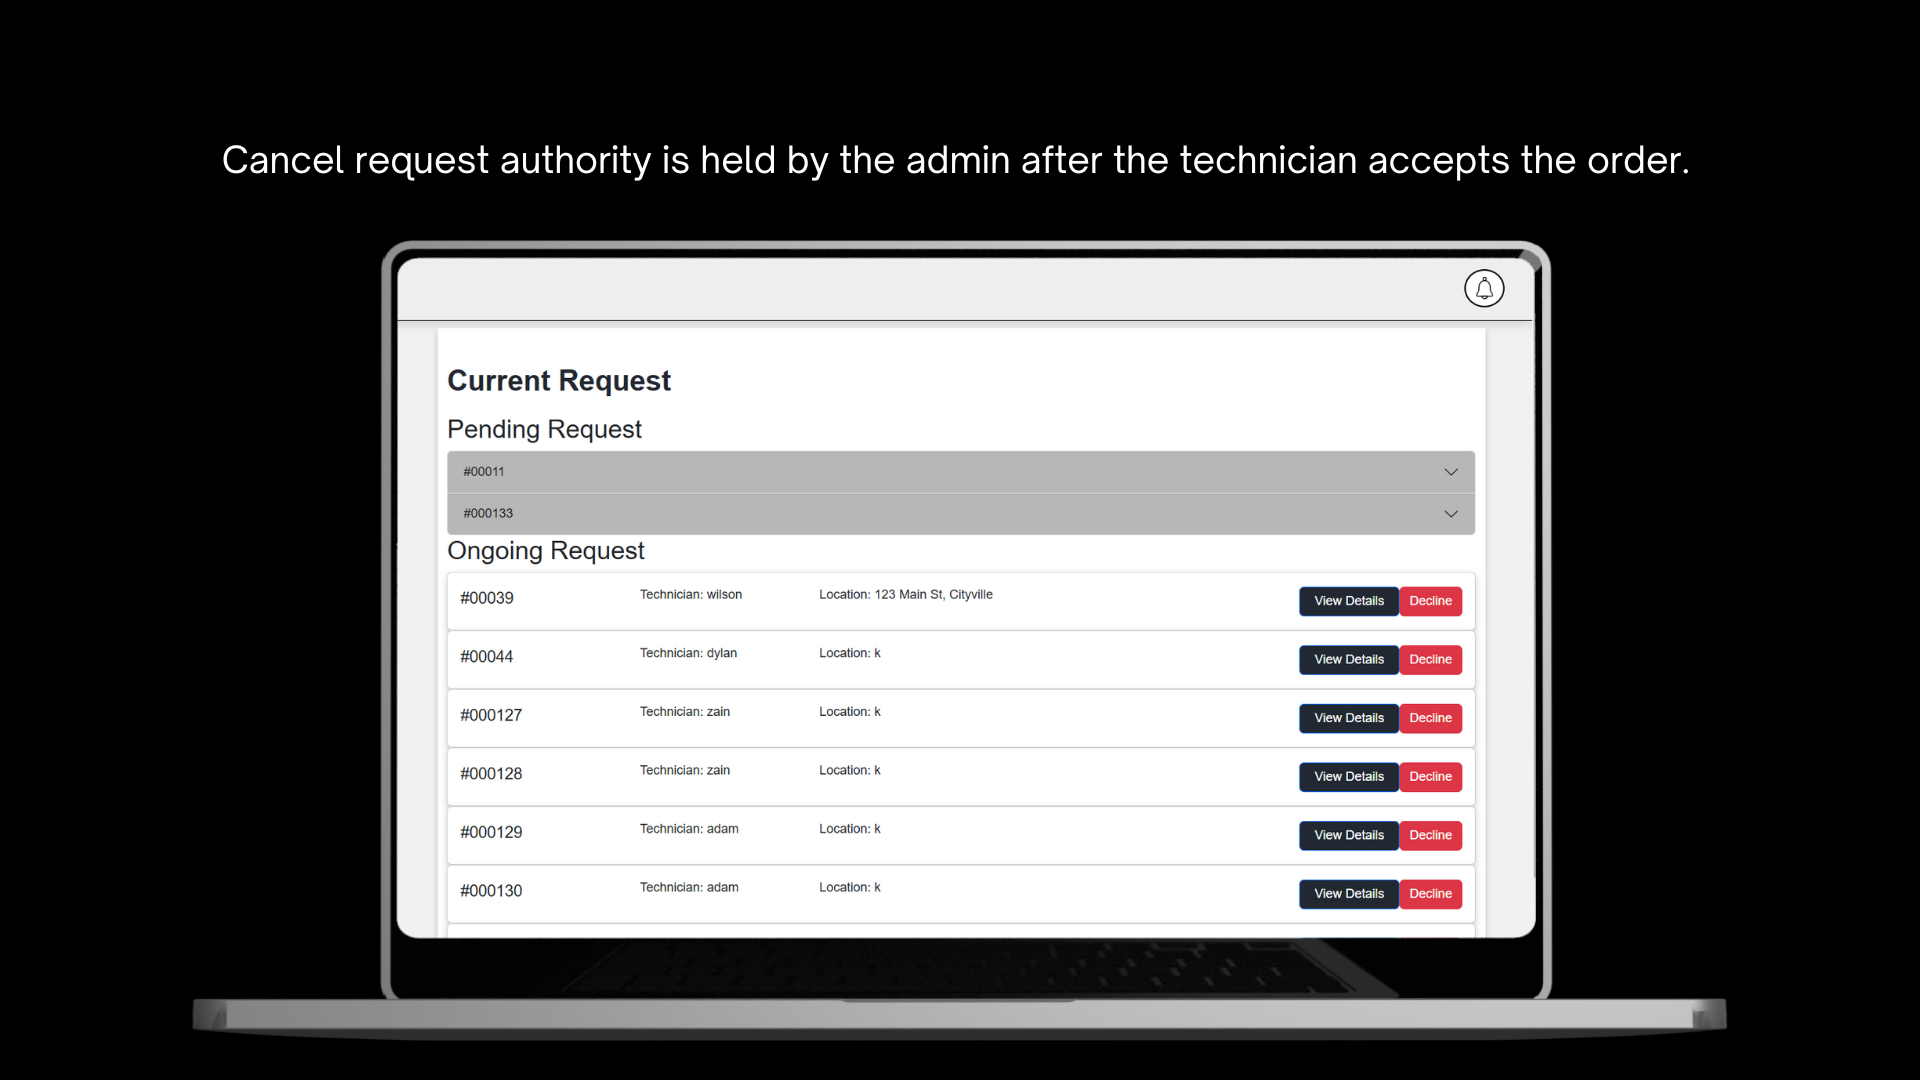 Cancel request authority is held by the admin after the technician accepts the order.
Current Request
Pending Request
#00011
#000133
Ongoing Request
#00039 Technician: wilson Location: 123 Main St, Cityville View Details Decline
#00044 Technician: dylan Location: k View Details Decline
#000127 Technician: zain Location: k View Details Decline
#000128 Technician: zain Location: k View Details Decline
#000129 Technician: adam Location: k View Details Decline
#000130 Technician: adam Location: k View Details Decline